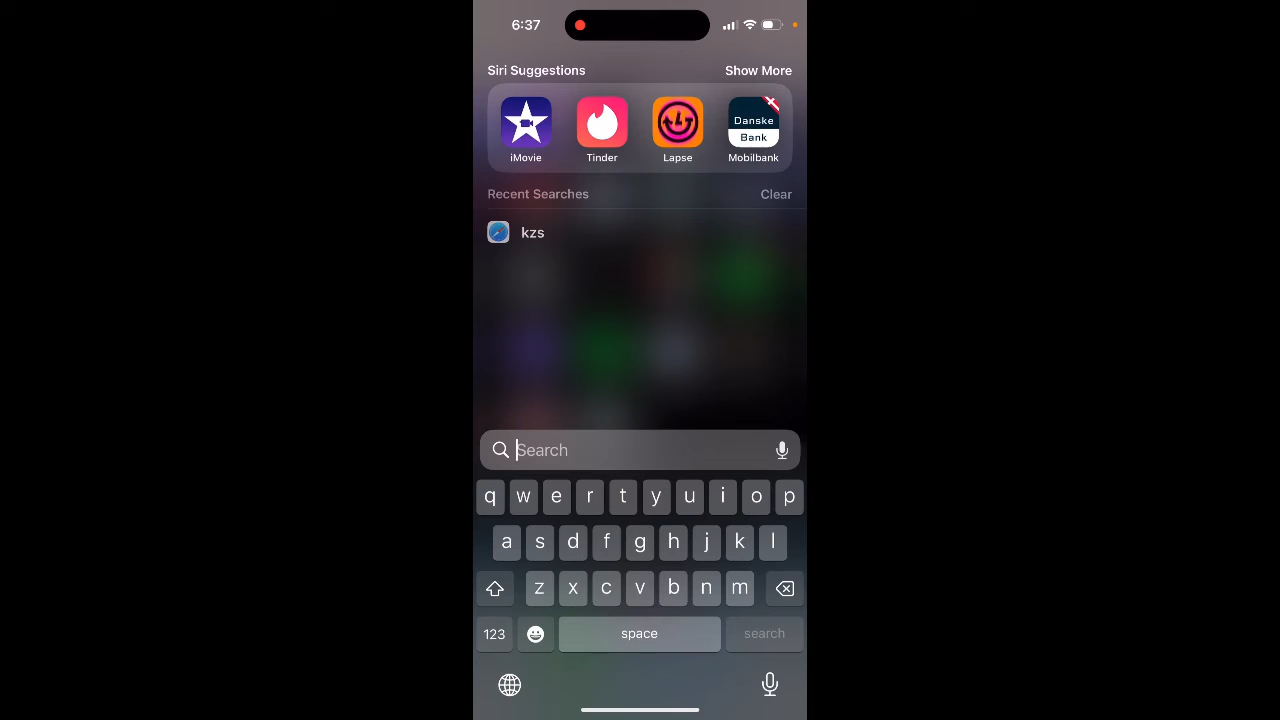 6:37
Siri Suggestions Show More
Danske
Bank
iMovie Tinder Lapse Mobilbank
Recent Searches Clear
kzs
Search
q w e r t y u i o p
a s d f g h j k l
z x c v b n m
123 space search